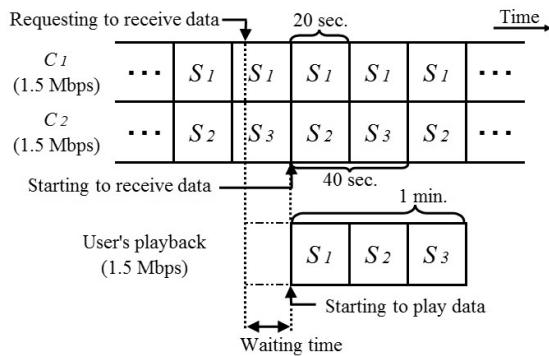 Requesting to receive data
20 sec.
Time
C1
(1.5 Mbps)
... S1 S1 S1 S1 S1 ...
C2
(1.5 Mbps)
... S2 S3 S2 S3 S2 ...
Starting to receive data
40 sec.
1 min.
User's playback
(1.5 Mbps)
S1 S2 S3
Starting to play data
Waiting time